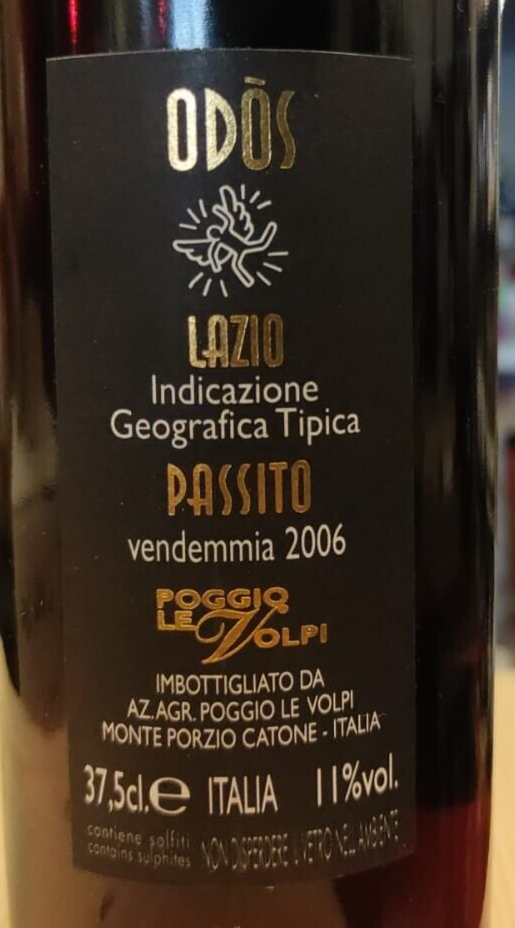 ODÒS
LAZIO
Indicazione
Geografica Tipica
PASSITO
vendemmia 2006
POGGIO
LE VOLPI
IMBOTTIGLIATO DA
AZ.AGR. POGGIO LE VOLPI
MONTE PORZIO CATONE - ITALIA
37,5cl.e ITALIA 11%vol.
contiene solfiti
contains sulphites NON DISPERDERE IL VETRO NELL'AMBIENTE